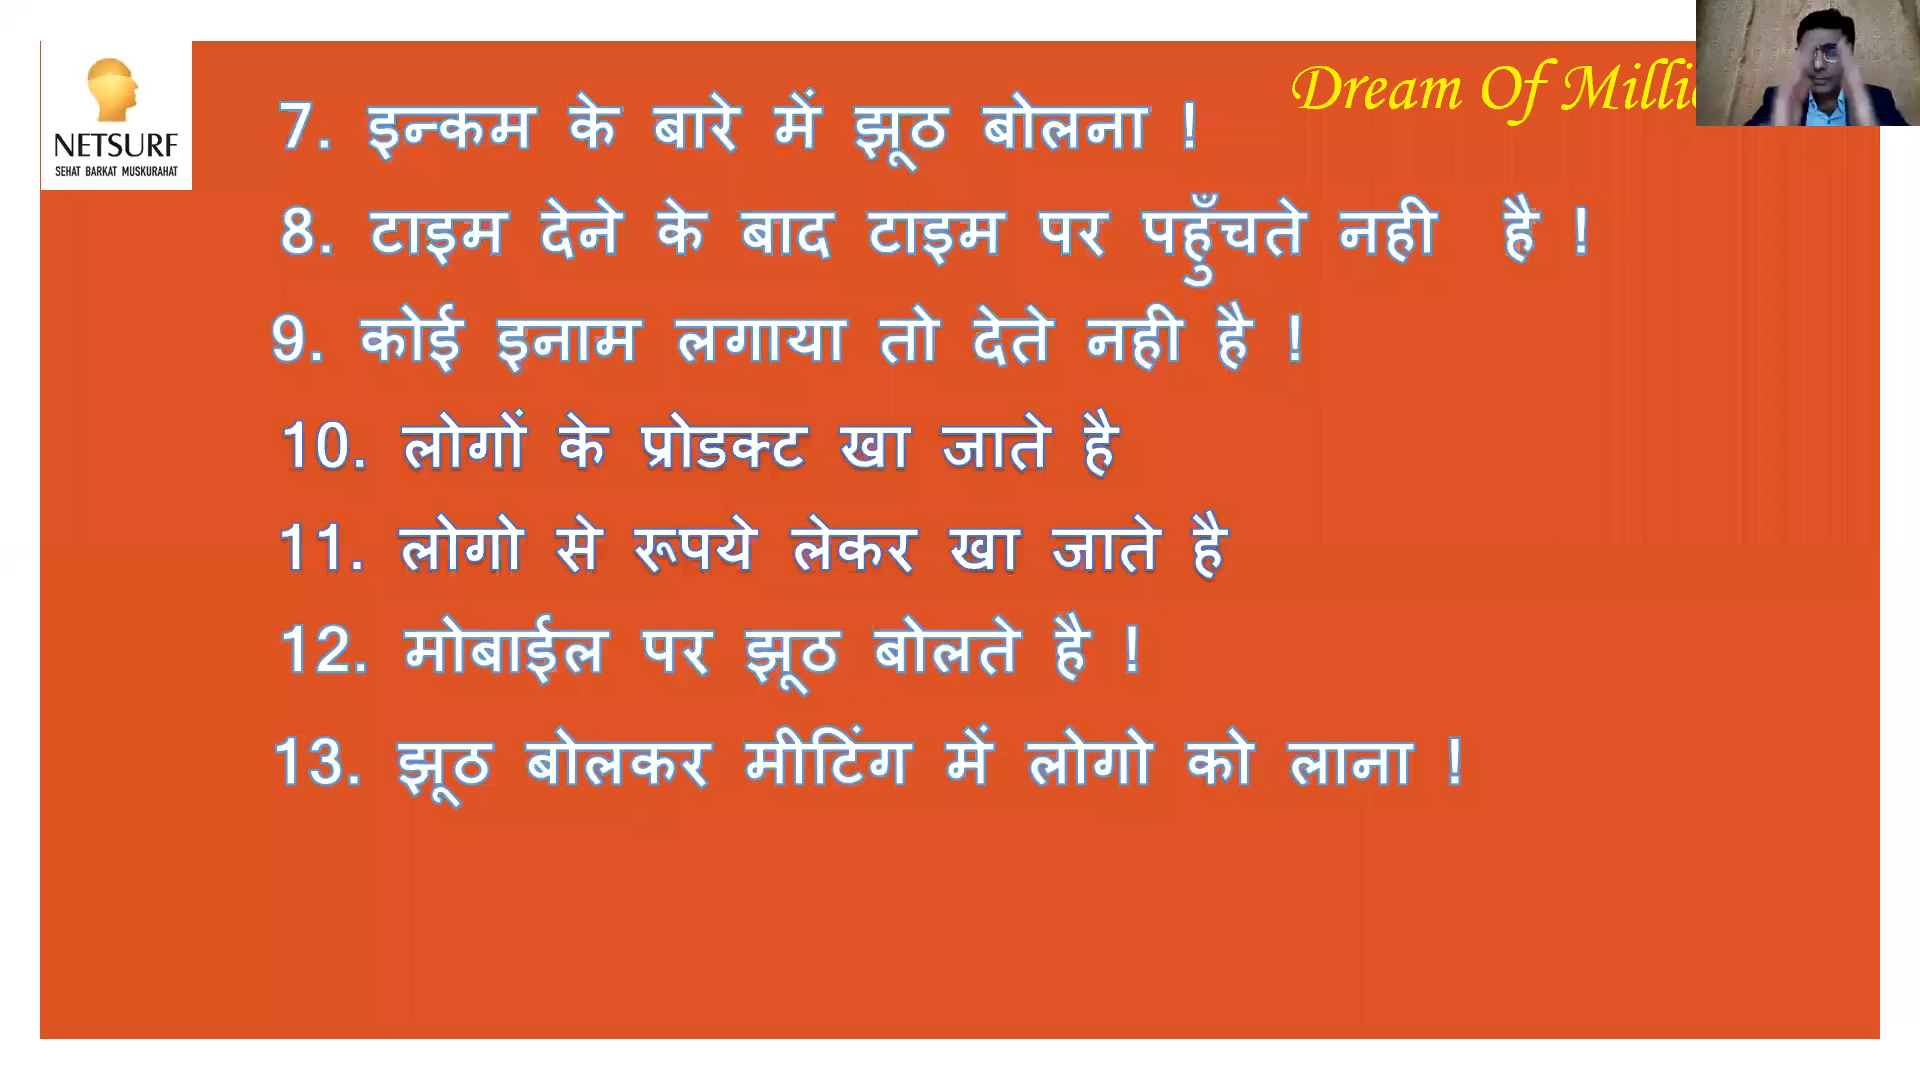 NETSURF
SEHAT BARKAT MUSKURAHAT
Dream Of
7. इन्कम के बारे में झूठ बोलना !
8. टाइम देने के बाद टाइम पर पहुँचते नही है !
9. कोई इनाम लगाया तो देते नही है !
10. लोगों के प्रोडक्ट खा जाते है
11. लोगो से रूपये लेकर खा जाते है
12. मोबाईल पर झूठ बोलते है !
13. झूठ बोलकर मीटिंग में लोगो को लाना !